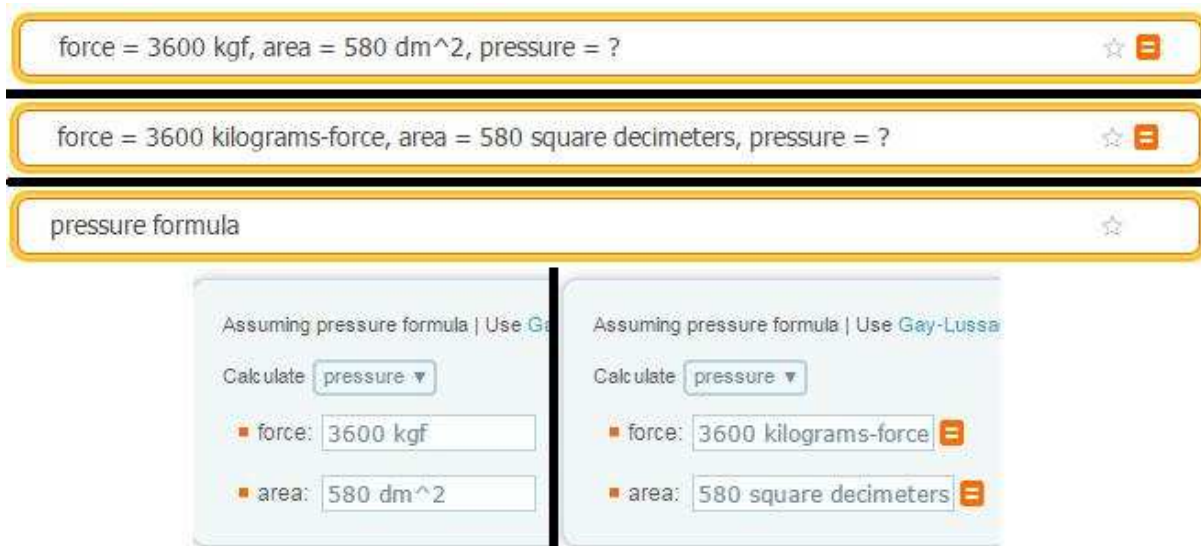 force = 3600 kgf, area = 580 dm^2, pressure = ?
force = 3600 kilograms-force, area = 580 square decimeters, pressure = ?
pressure formula
Assuming pressure formula | Use Ga
Calculate pressure ▼
force: 3600 kgf
area: 580 dm^2
Assuming pressure formula | Use Gay-Lussa
Calculate pressure ▼
force: 3600 kilograms-force
area: 580 square decimeters